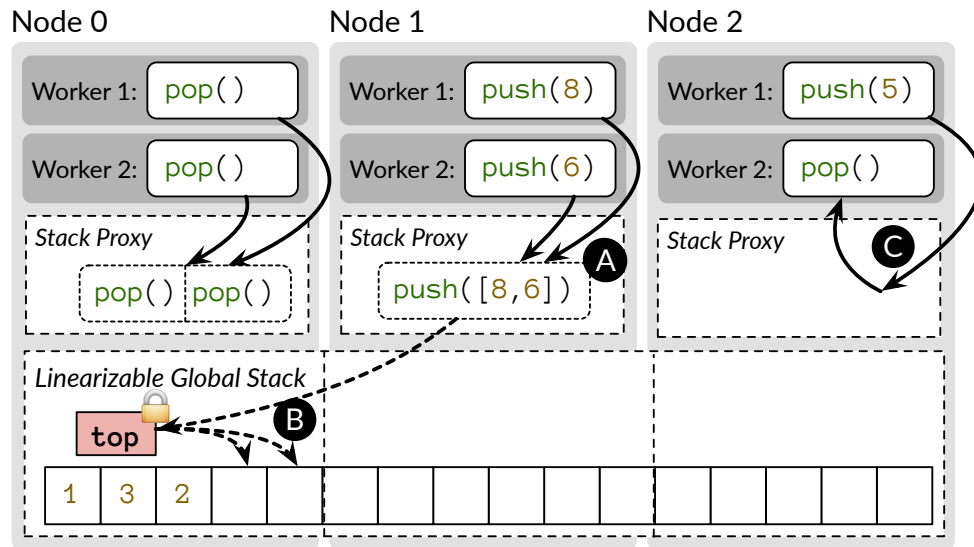 Node 0
Worker 1: pop()
Worker 2: pop()
Stack Proxy
pop() pop()
Node 1
Worker 1: push(8)
Worker 2: push(6)
Stack Proxy
A
push([8,6])
Node 2
Worker 1: push(5)
Worker 2: pop()
Stack Proxy
C
Linearizable Global Stack
B
top
1 3 2